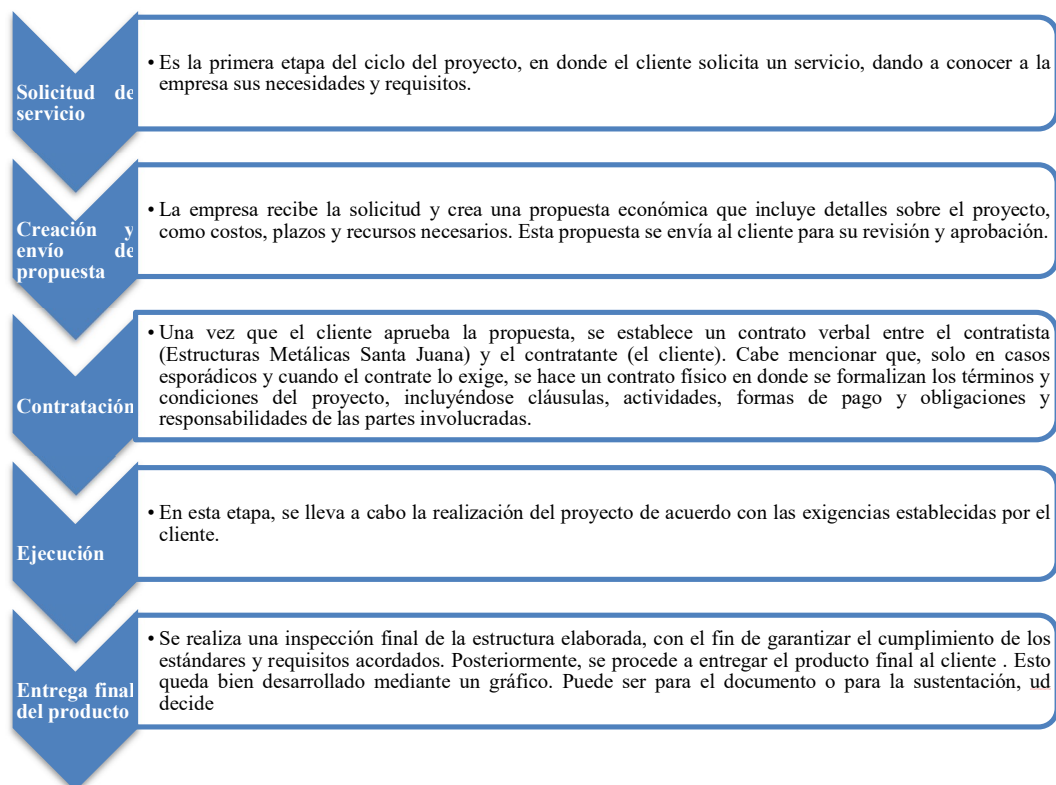 Solicitud de
servicio
• Es la primera etapa del ciclo del proyecto, en donde el cliente solicita un servicio, dando a conocer a la
empresa sus necesidades y requisitos.
Creación y
envío de
propuesta
• La empresa recibe la solicitud y crea una propuesta económica que incluye detalles sobre el proyecto,
como costos, plazos y recursos necesarios. Esta propuesta se envía al cliente para su revisión y aprobación.
Contratación
• Una vez que el cliente aprueba la propuesta, se establece un contrato verbal entre el contratista
(Estructuras Metálicas Santa Juana) y el contratante (el cliente). Cabe mencionar que, solo en casos
esporádicos y cuando el contrate lo exige, se hace un contrato físico en donde se formalizan los términos y
condiciones del proyecto, incluyéndose cláusulas, actividades, formas de pago y obligaciones y
responsabilidades de las partes involucradas.
Ejecución
• En esta etapa, se lleva a cabo la realización del proyecto de acuerdo con las exigencias establecidas por el
cliente.
Entrega final
del producto
• Se realiza una inspección final de la estructura elaborada, con el fin de garantizar el cumplimiento de los
estándares y requisitos acordados. Posteriormente, se procede a entregar el producto final al cliente . Esto
queda bien desarrollado mediante un gráfico. Puede ser para el documento o para la sustentación, ud
decide